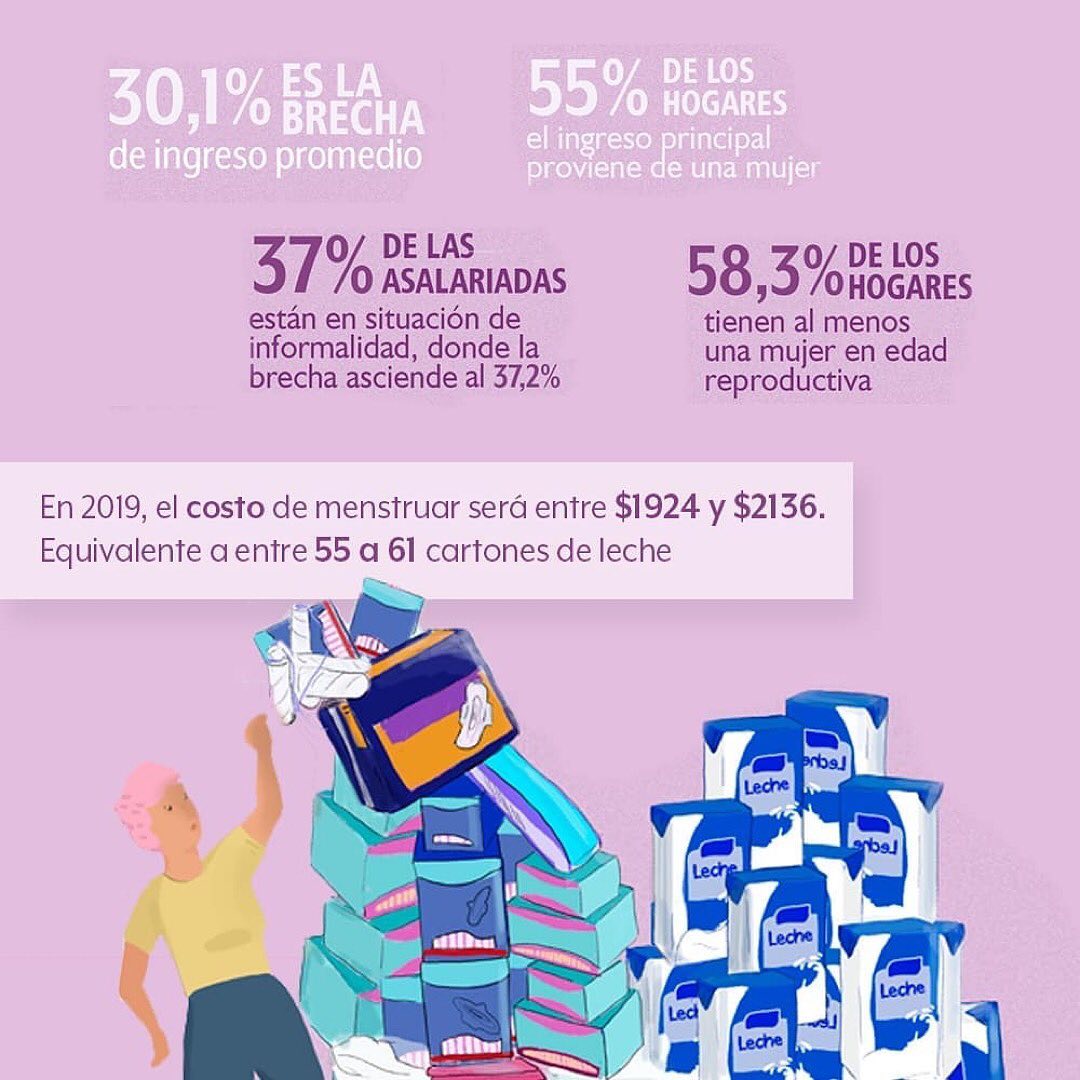 30,1% ES LA BRECHA
de ingreso promedio
55% DE LOS HOGARES
el ingreso principal
proviene de una mujer
37% DE LAS ASALARIADAS
están en situación de
informalidad, donde la
brecha asciende al 37,2%
58,3% DE LOS HOGARES
tienen al menos
una mujer en edad
reproductiva
En 2019, el costo de menstruar será entre $1924 y $2136.
Equivalente a entre 55 a 61 cartones de leche
Leche
Leche
Leche
Leche
Leche
Leche
Leche
Leche
Leche